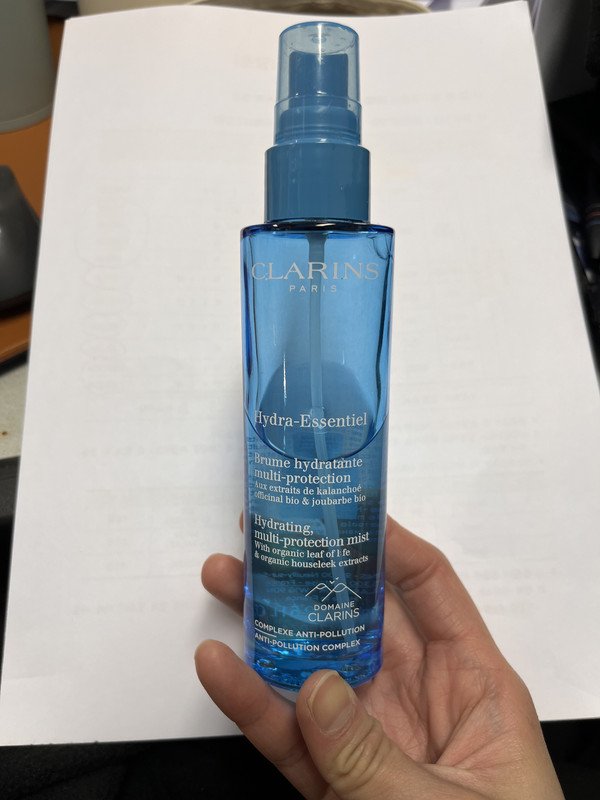 CLARINS
PARIS
Hydra-Essentiel
Brume hydratante
multi-protection
Aux extraits de kalanchoé
officinal bio & joubarbe bio
Hydrating,
multi-protection mist
With organic leaf of life
& organic houseleek extracts
DOMAINE
CLARINS
COMPLEXE ANTI-POLLUTION
ANTI-POLLUTION COMPLEX